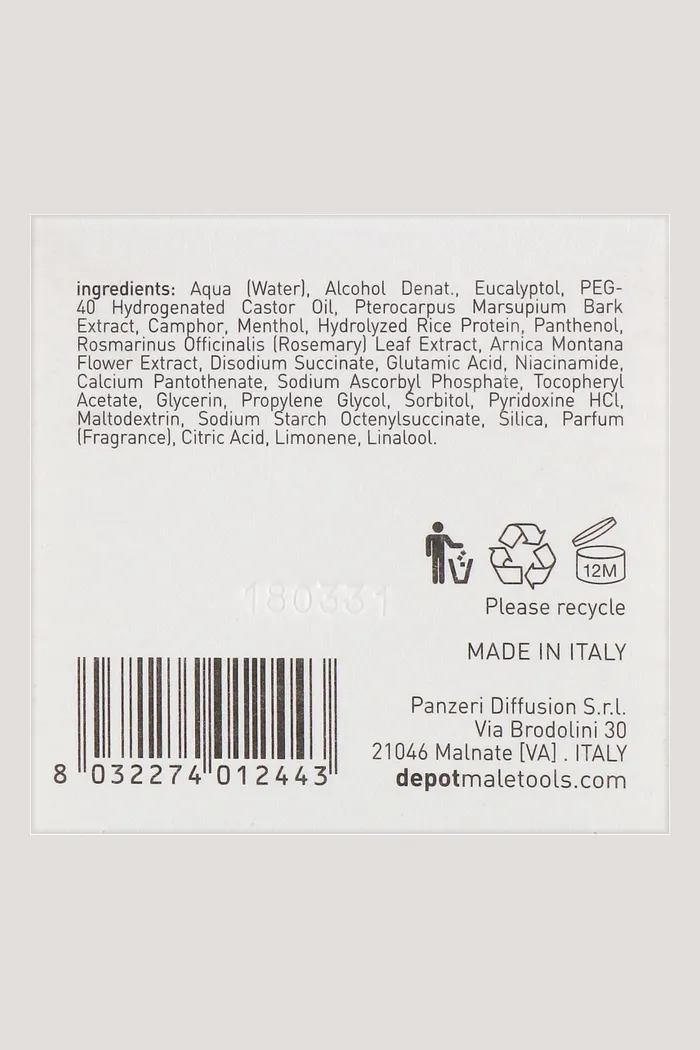 ingredients: Aqua (Water), Alcohol Denat., Eucalyptol, PEG-
40 Hydrogenated Castor Oil, Pterocarpus Marsupium Bark
Extract, Camphor, Menthol, Hydrolyzed Rice Protein, Panthenol,
Rosmarinus Officinalis (Rosemary) Leaf Extract, Arnica Montana
Flower Extract, Disodium Succinate, Glutamic Acid, Niacinamide,
Calcium Pantothenate, Sodium Ascorbyl Phosphate, Tocopheryl
Acetate, Glycerin, Propylene Glycol, Sorbitol, Pyridoxine HCl,
Maltodextrin, Sodium Starch Octenylsuccinate, Silica, Parfum
(Fragrance), Citric Acid, Limonene, Linalool.
12M
180331
Please recycle
MADE IN ITALY
Panzeri Diffusion S.r.l.
Via Brodolini 30
21046 Malnate [VA] . ITALY
depotmaletools.com
8 032274 012443